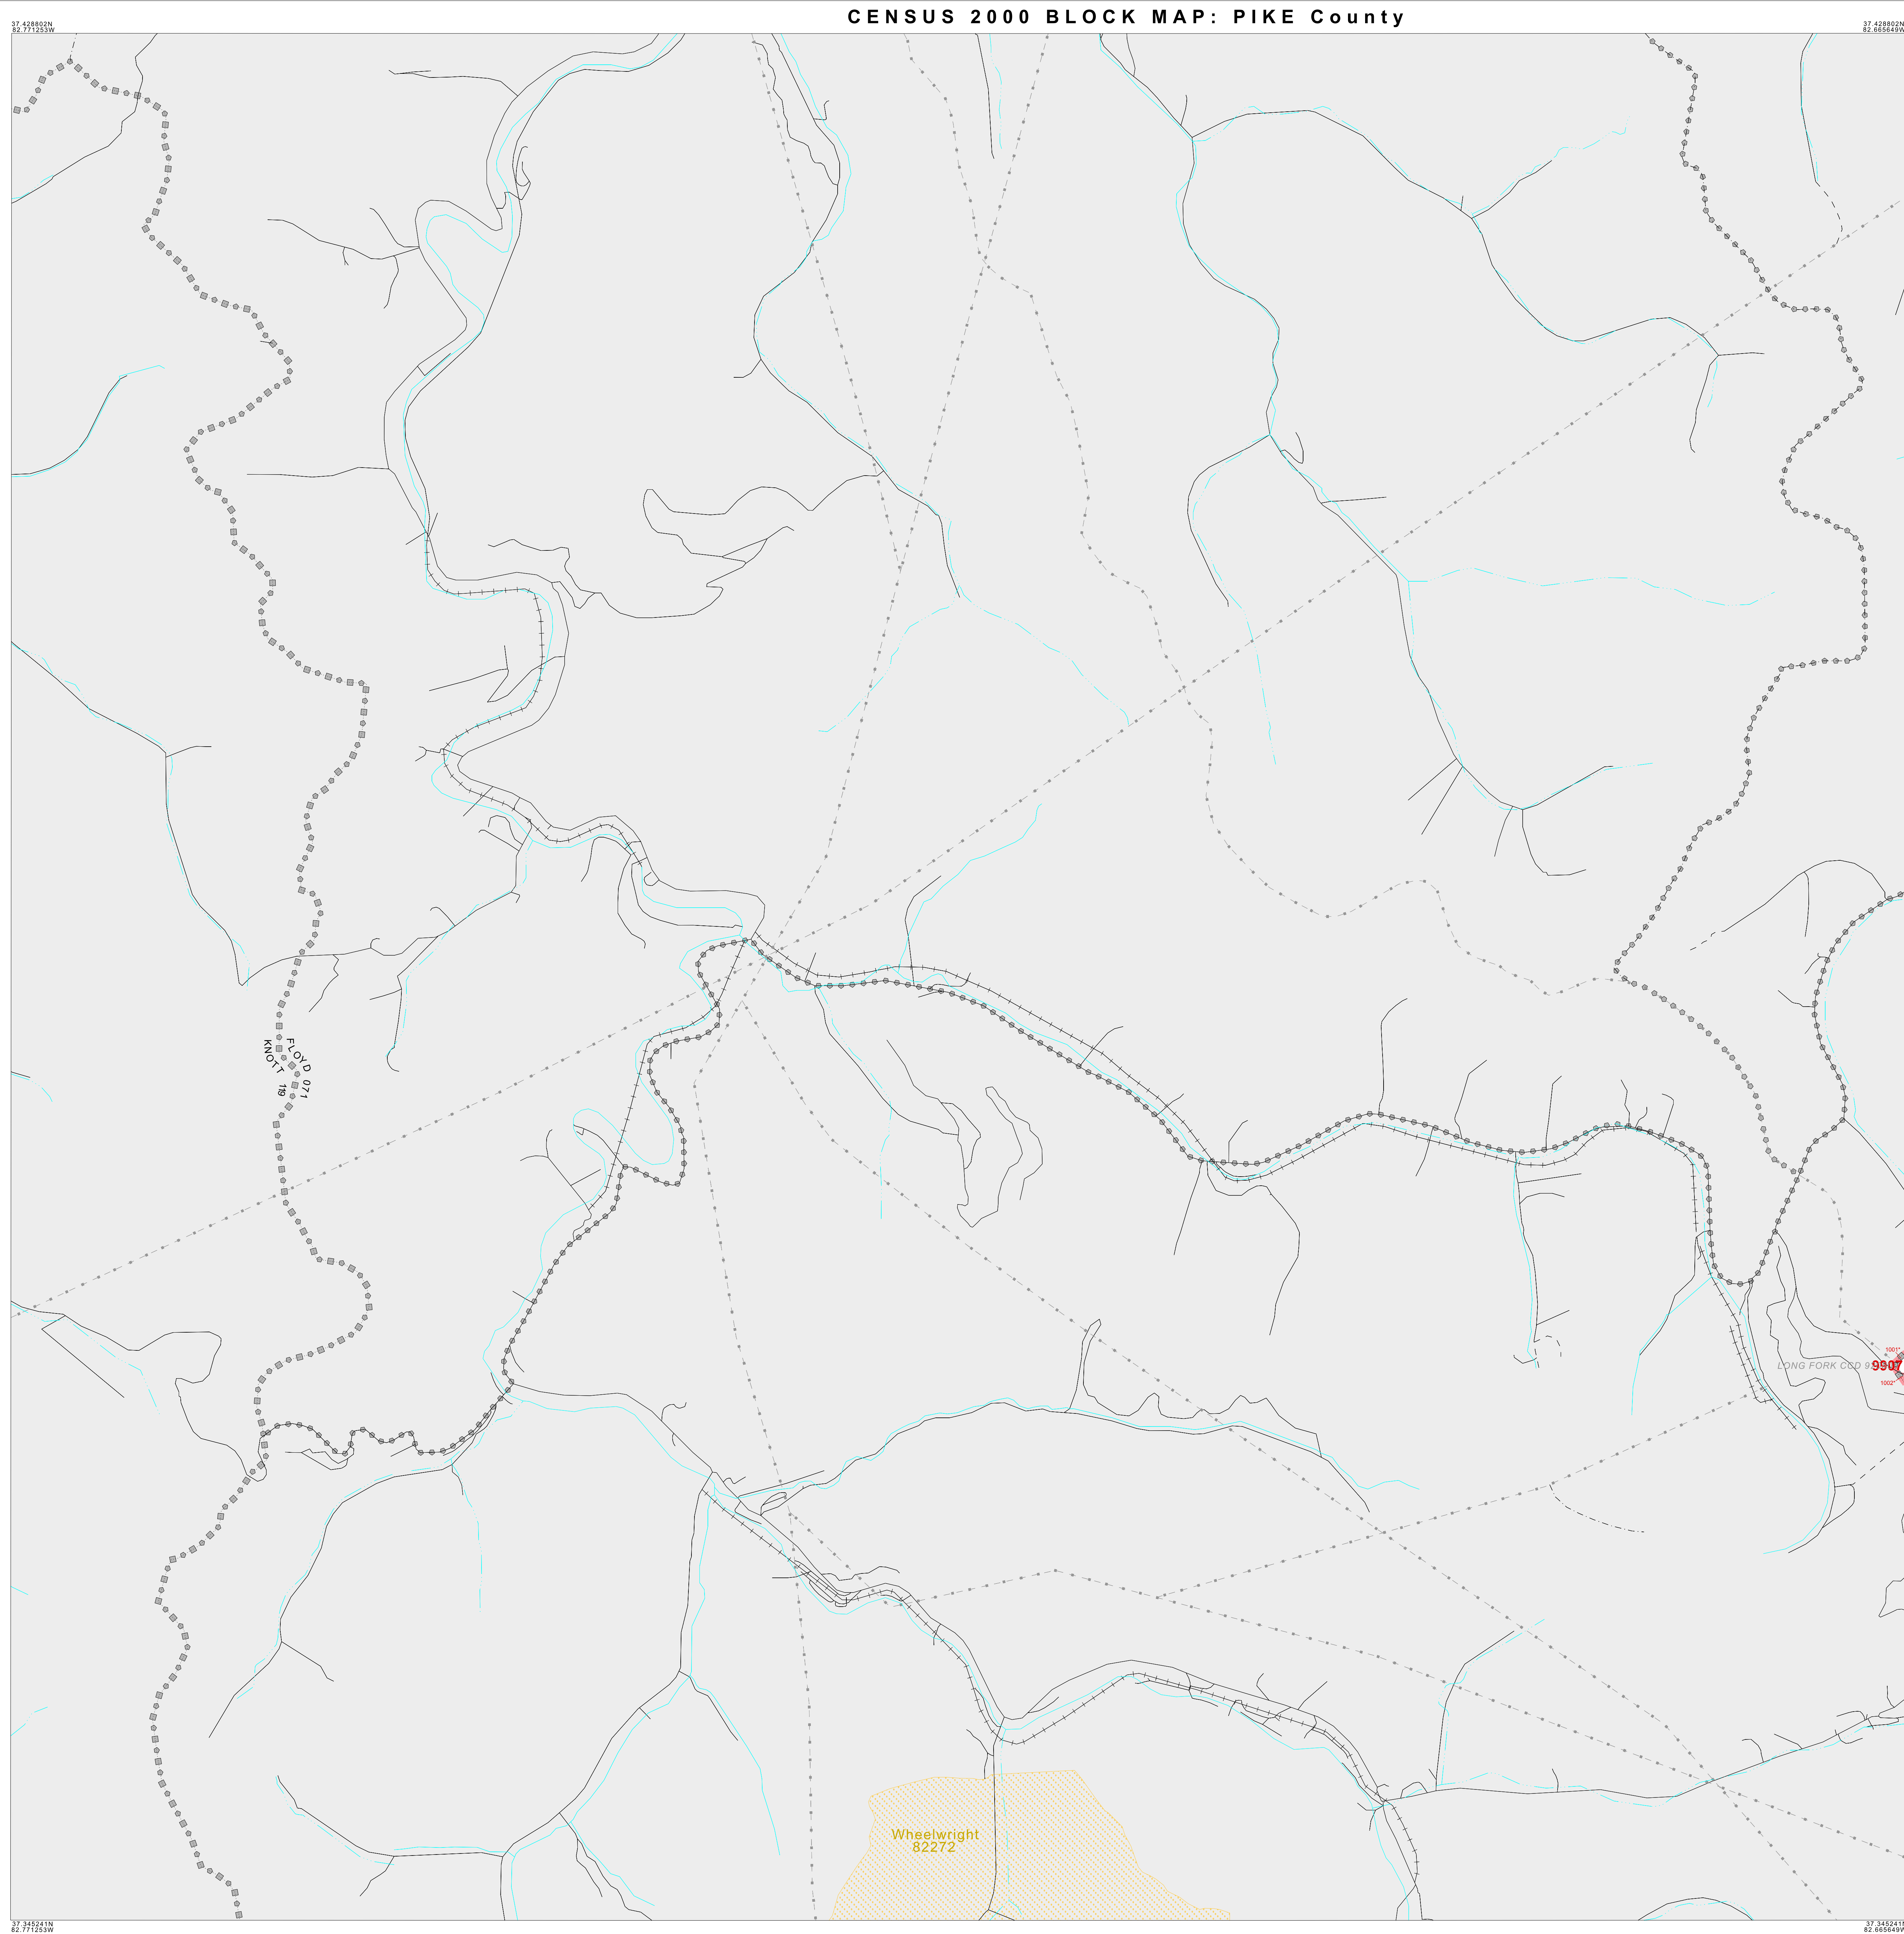 CENSUS 2000 BLOCK MAP: PIKE County
37.428802N
82.771253W
37.428802N
82.665649W
FLOYD 071
KNOTT 119
1001*
LONG FORK CCD 9
9907
1002*
Wheelwright
82272
37.345241N
82.771253W
37.345241N
82.665649W